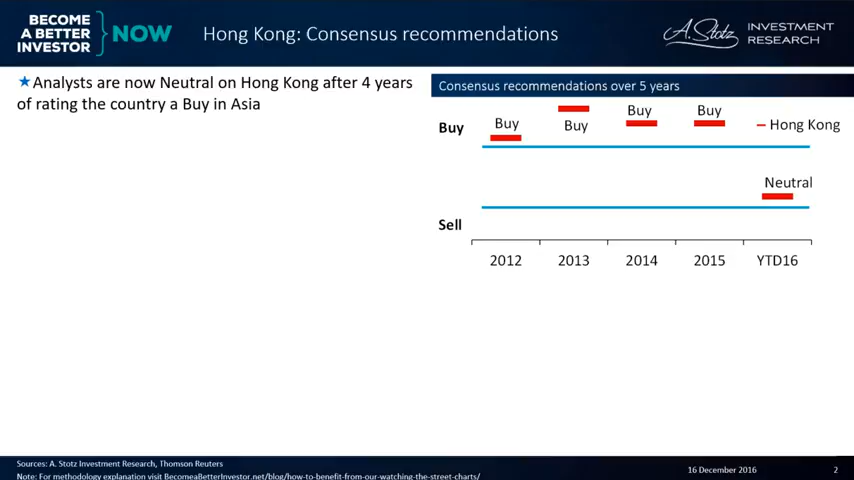 BECOME
A BETTER
INVESTOR
NOW
Hong Kong: Consensus recommendations
A. Stotz
INVESTMENT
RESEARCH
Analysts are now Neutral on Hong Kong after 4 years
of rating the country a Buy in Asia
Consensus recommendations over 5 years
Buy
Buy
Buy
Buy
Buy
Hong Kong
Neutral
Sell
2012
2013
2014
2015
YTD16
Sources: A. Stotz Investment Research, Thomson Reuters
Note: For methodology explanation visit BecomeaBetterInvestor.net/blog/how-to-benefit-from-our-watching-the-street-charts/
16 December 2016
2